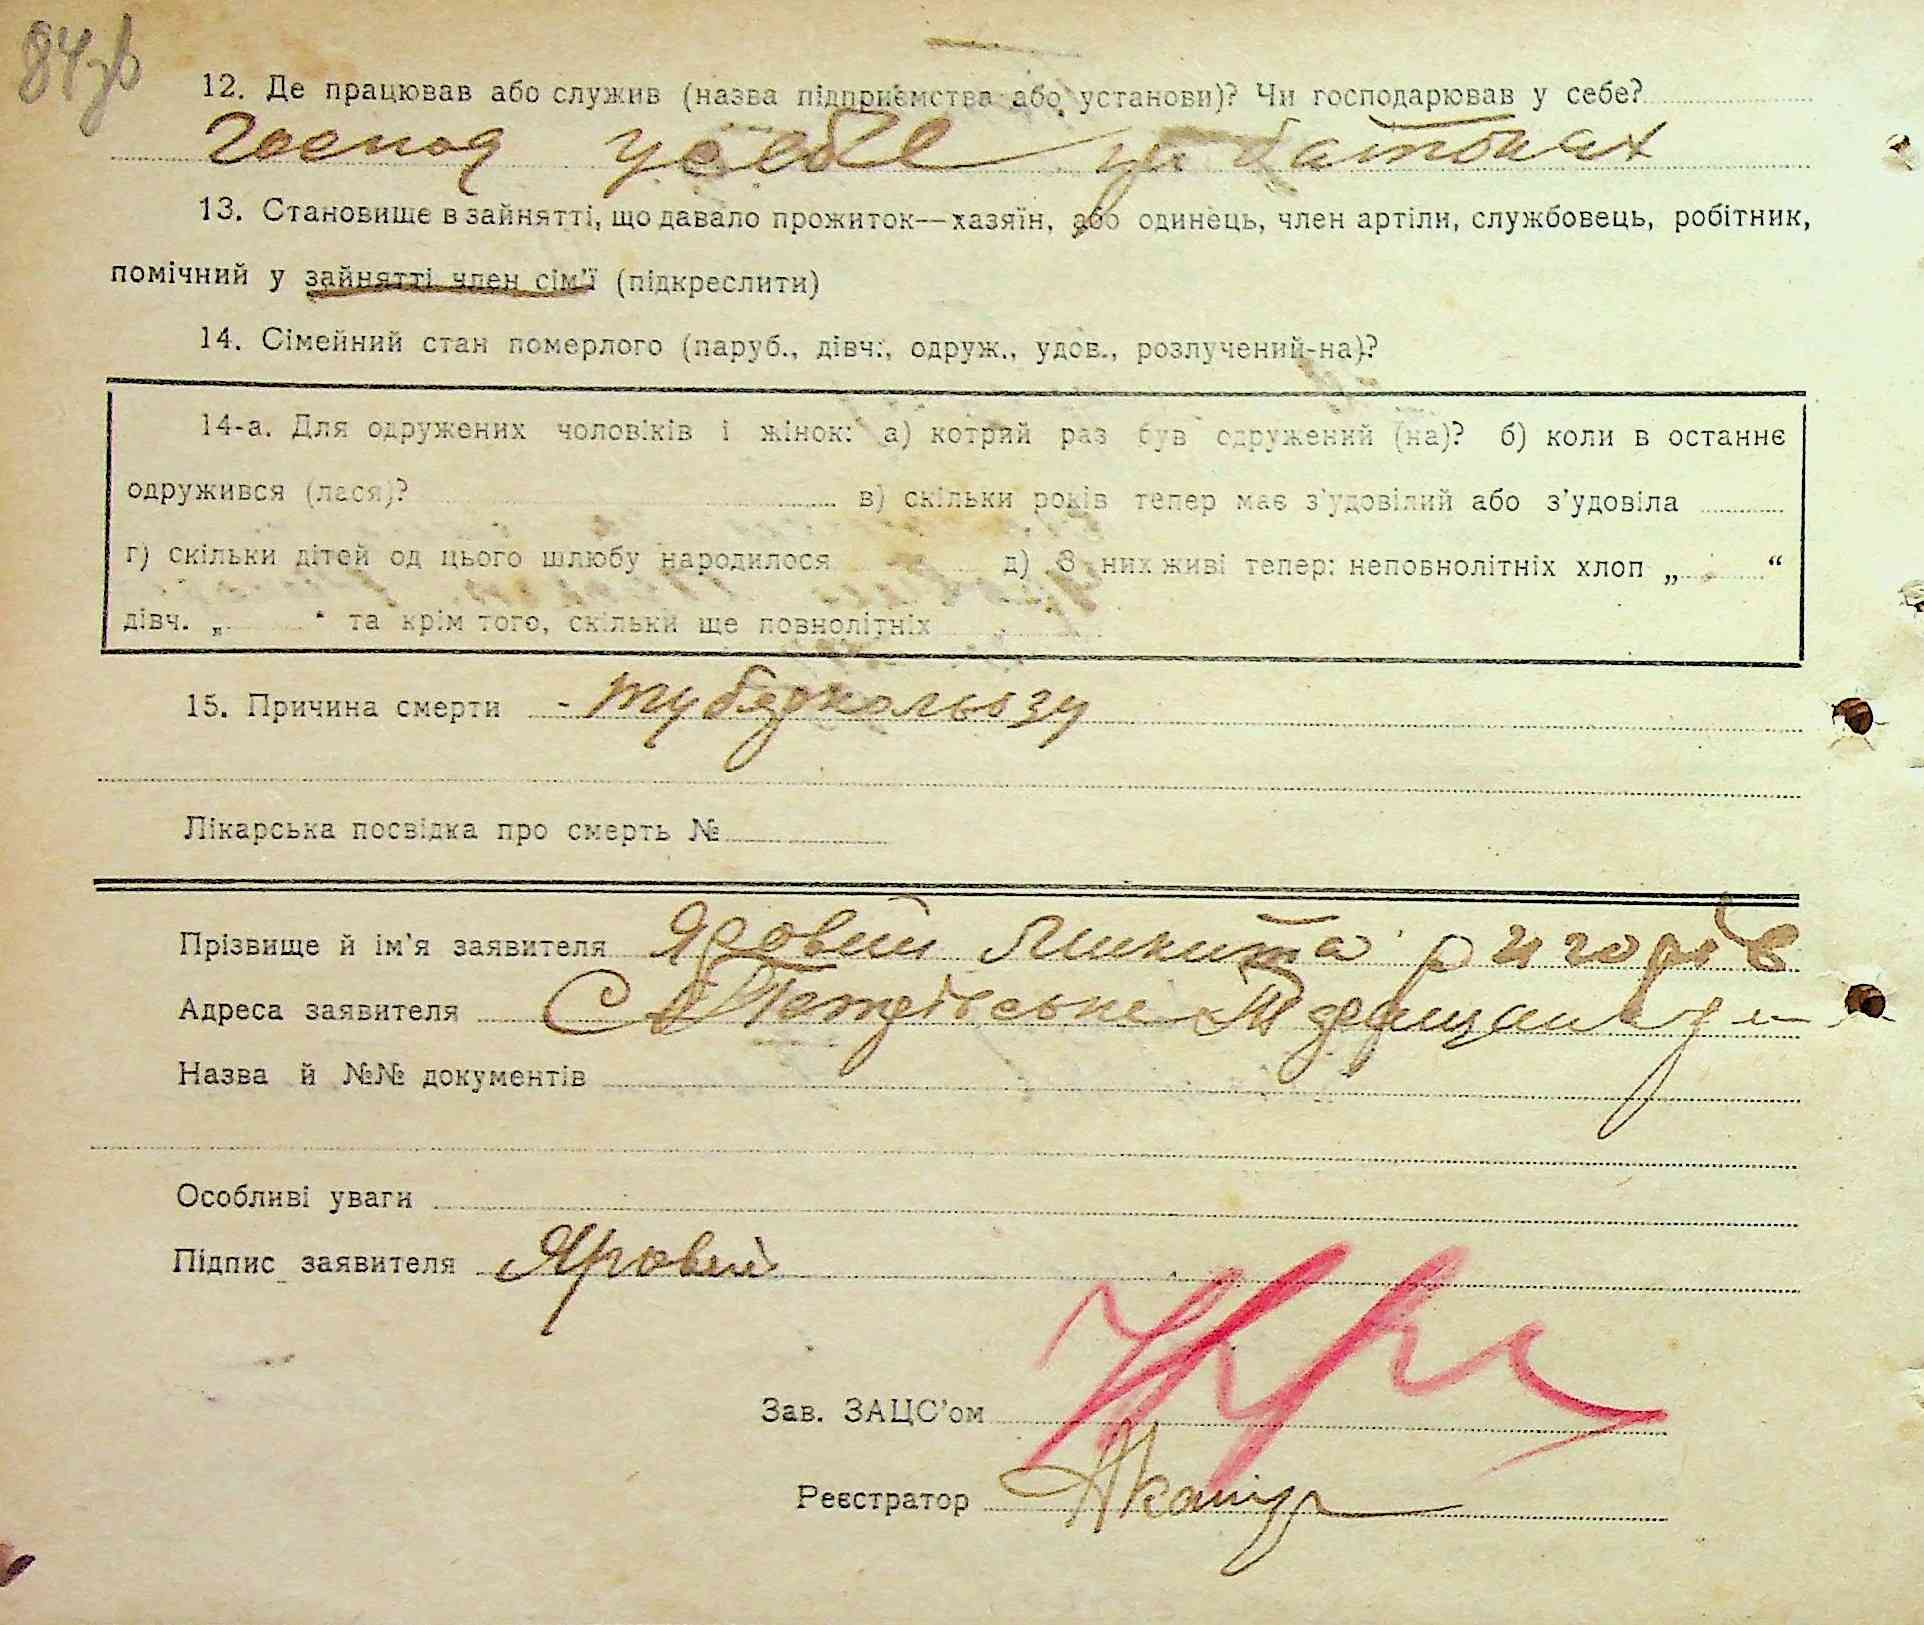 84зв
12. Де працював або служив (назва підприємства або установи)? Чи господарював у себе?
Господ у себе
13. Становище в зайнятті, що давало прожиток—хазяїн, або одинець, член артіли, службовець, робітник,
помічний у зайнятті член сім'ї (підкреслити)
14. Сімейний стан померлого (паруб., дівч., одруж., удов., розлучений-на)?
14-а. Для одружених чоловіків і жінок: а) котрий раз був одружений (на)? б) коли в останнє
одружився (лася)? в) скільки років тепер має з'удовілий або з'удовіла
г) скільки дітей од цього шлюбу народилося д) З них живі тепер: неповнолітніх хлоп „ “
дівч. „ “ та крім того, скільки ще повнолітніх
15. Причина смерти - тубяркольозу
Лікарська посвідка про смерть №
Прізвище й ім'я заявителя Яровий Микита
Адреса заявителя С
Назва й №№ документів
Особливі уваги
Підпис заявителя Яровий
Зав. ЗАЦС'ом
Реєстратор